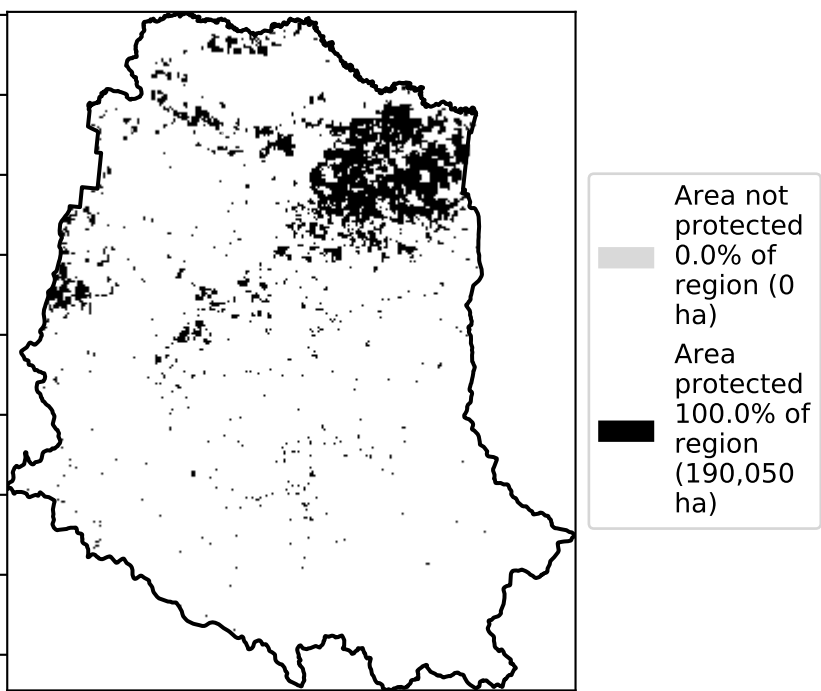 Area not
protected
0.0% of
region (0
ha)
Area
protected
100.0% of
region
(190,050
ha)